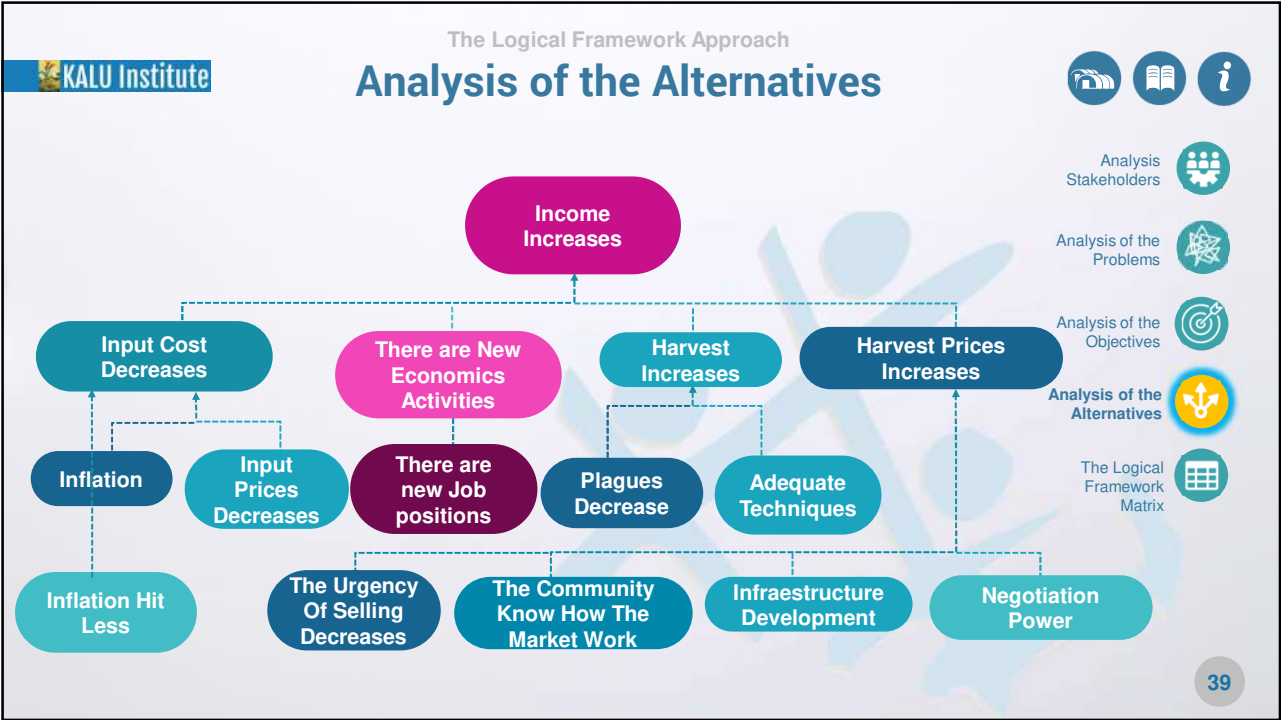 The Logical Framework Approach
KALU Institute
Analysis of the Alternatives
i
Analysis
Stakeholders
Analysis of the
Problems
Analysis of the
Objectives
Analysis of the
Alternatives
The Logical
Framework
Matrix
Income
Increases
Input Cost
Decreases
There are New
Economics
Activities
Harvest
Increases
Harvest Prices
Increases
Inflation
Input
Prices
Decreases
There are
new Job
positions
Plagues
Decrease
Adequate
Techniques
Inflation Hit
Less
The Urgency
Of Selling
Decreases
The Community
Know How The
Market Work
Infraestructure
Development
Negotiation
Power
39